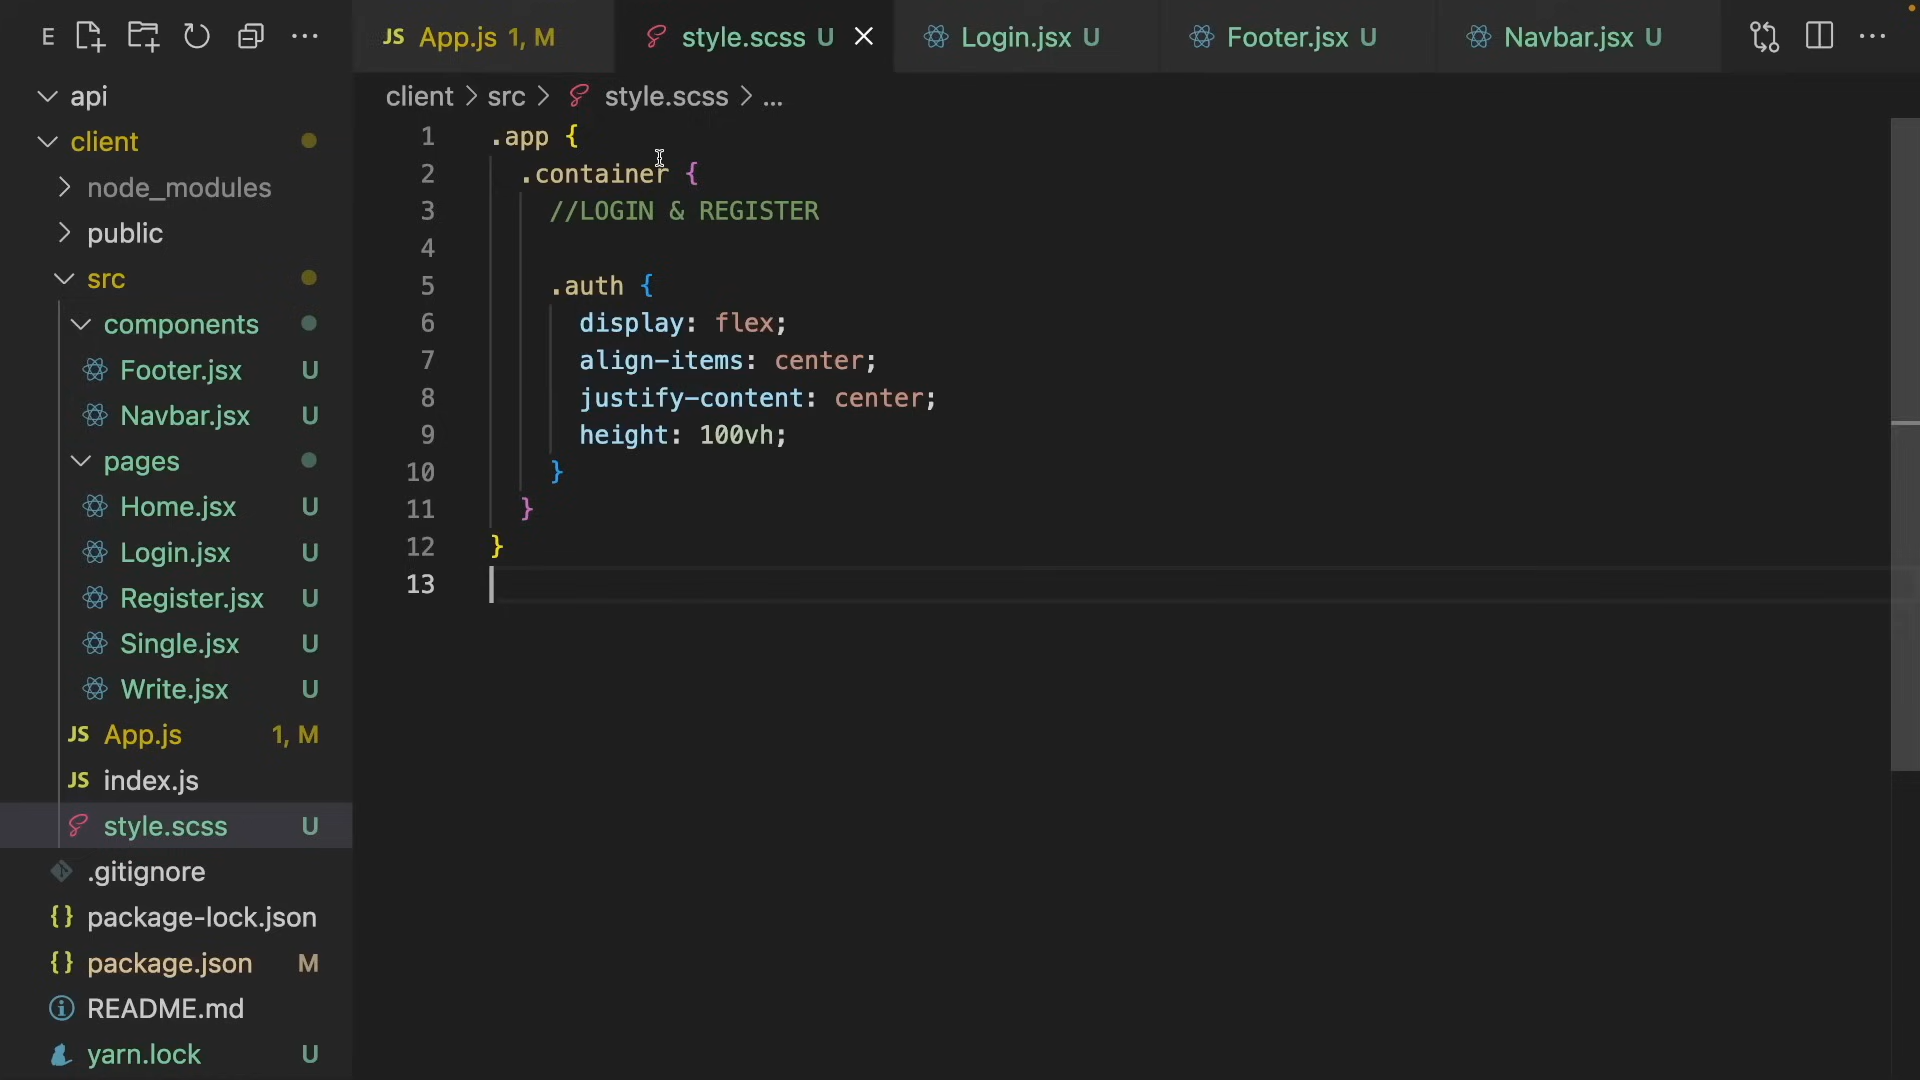 E
JS App.js 1, M
style.scss U
Login.jsx U
Footer.jsx U
Navbar.jsx U
client > src > style.scss > ...
api
client
node_modules
public
src
components
Footer.jsx U
Navbar.jsx U
pages
Home.jsx U
Login.jsx U
Register.jsx U
Single.jsx U
Write.jsx U
JS App.js 1, M
JS index.js
style.scss U
.gitignore
{} package-lock.json
{} package.json M
README.md
yarn.lock U
1 .app {
2 .container {
3 //LOGIN & REGISTER
4
5 .auth {
6 display: flex;
7 align-items: center;
8 justify-content: center;
9 height: 100vh;
10 }
11 }
12 }
13